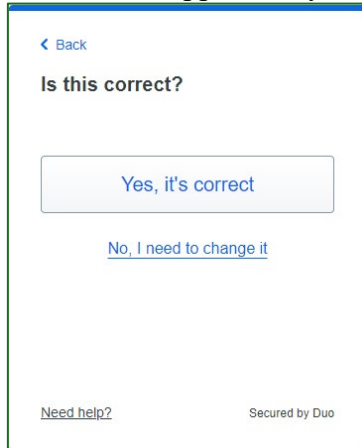 Back
Is this correct?
Yes, it's correct
No, I need to change it
Need help? Secured by Duo